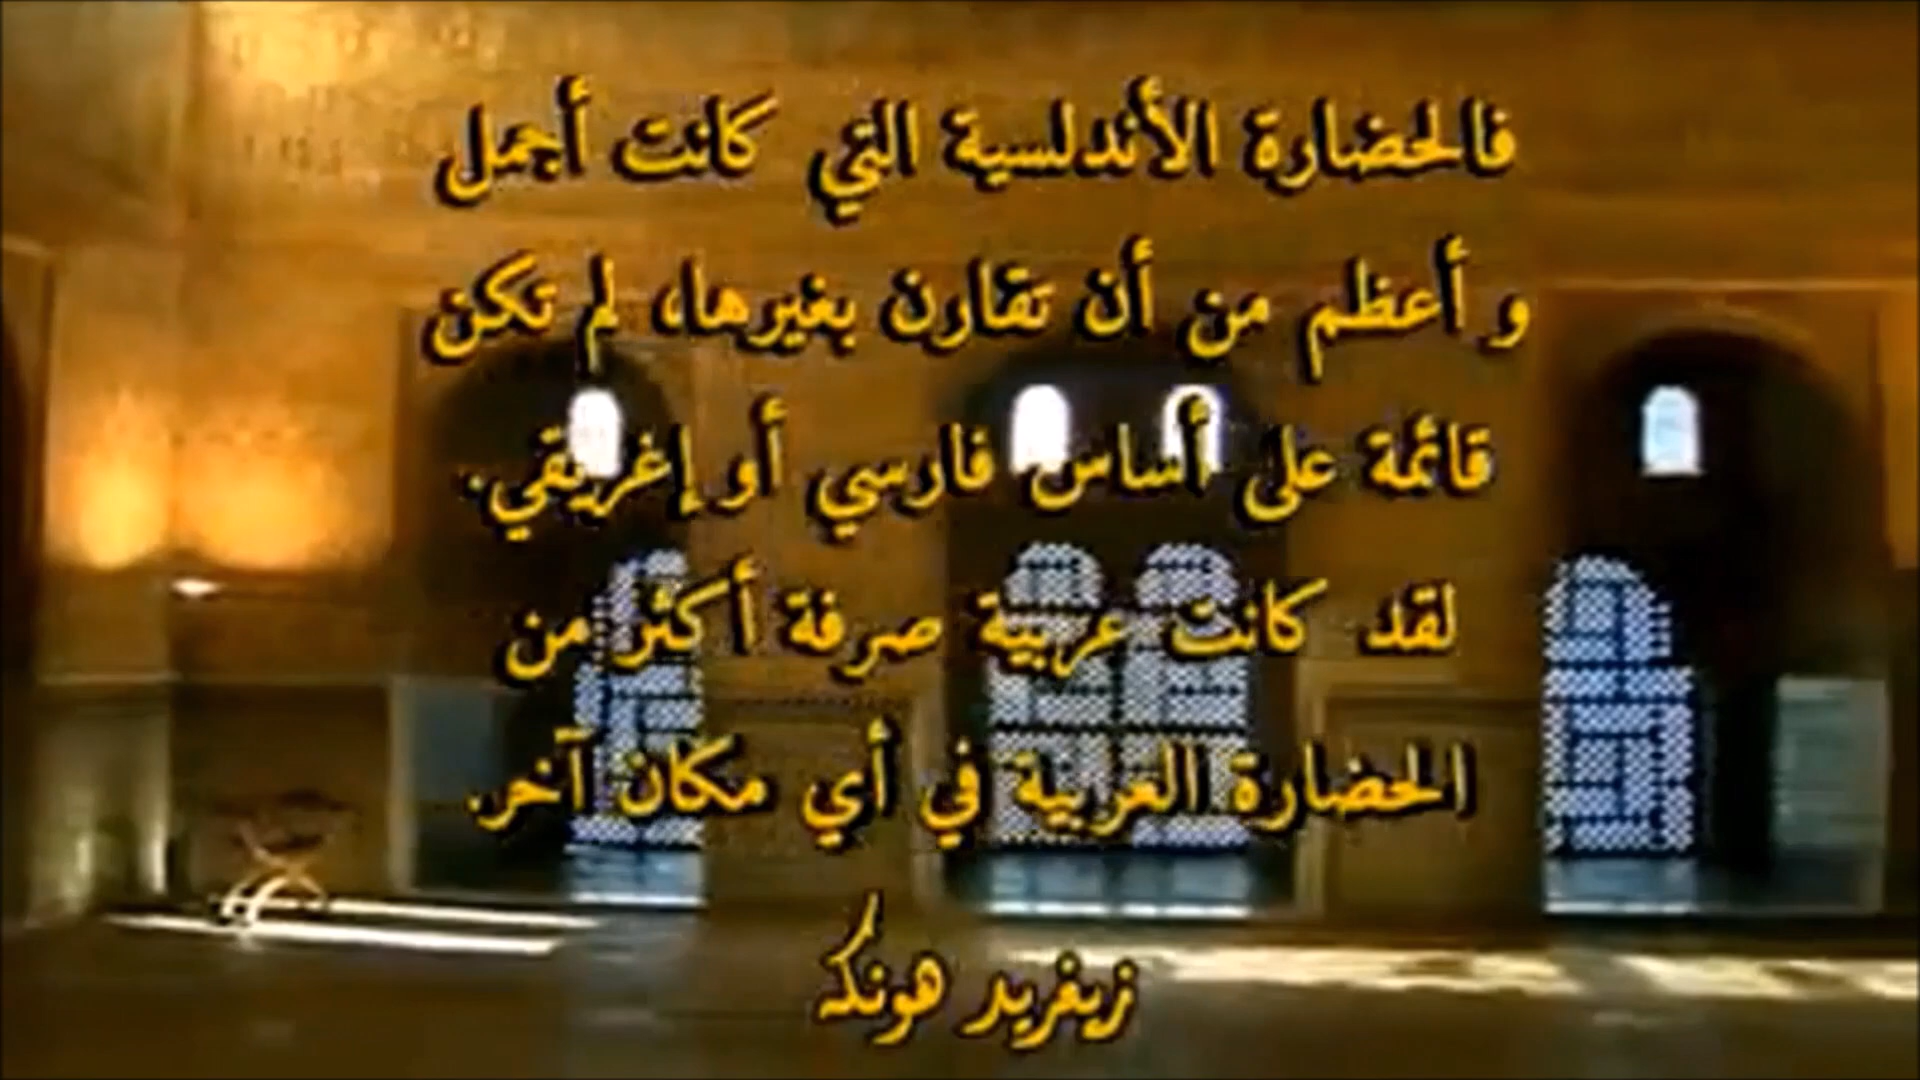 فالحضارة الأندلسية التي كانت أجمل
و أعظم من أن تقارن بغيرها، لم تكن
قائمة على أساس فارسي أو إغريقي.
لقد كانت عربية صرفة أكثر من
الحضارة العربية في أي مكان آخر.
زيغريد هونكه